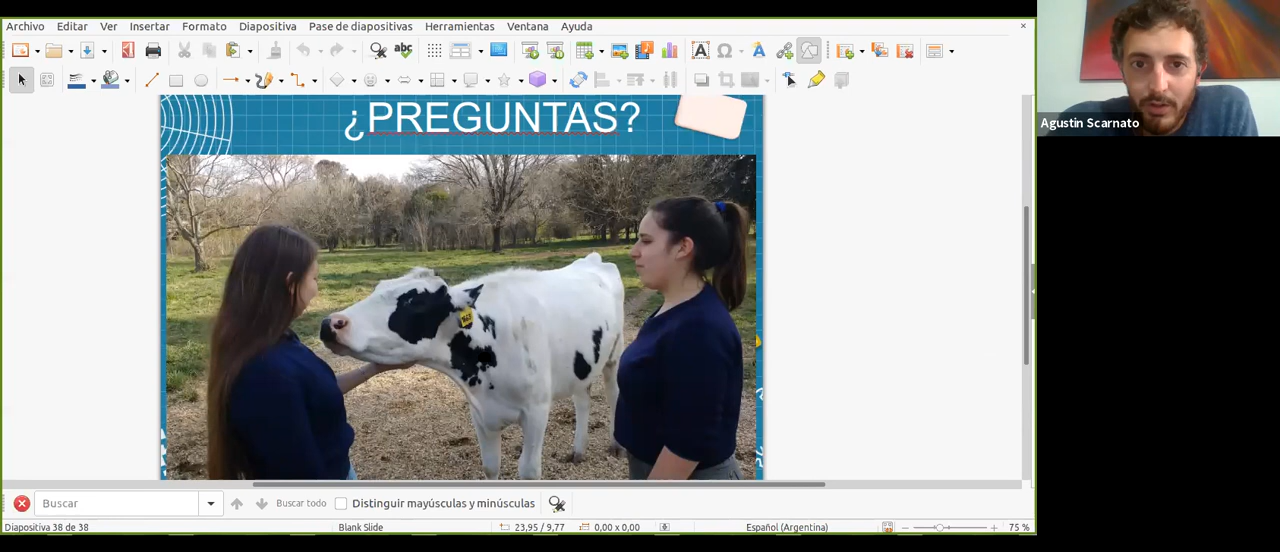 Archivo Editar Ver Insertar Formato Diapositiva Pase de diapositivas Herramientas Ventana Ayuda
¿PREGUNTAS?
Agustin Scarnato
Buscar
Buscar todo
Distinguir mayúsculas y minúsculas
Diapositiva 38 de 38
Blank Slide
23,95 / 9,77
0,00 x 0,00
Español (Argentina)
75 %